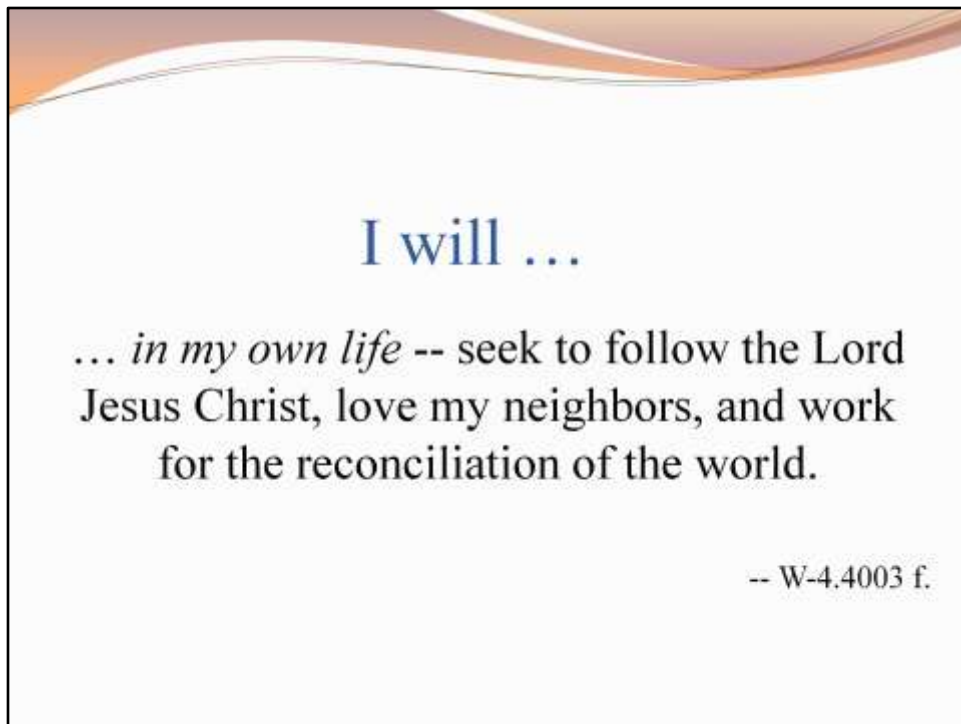 I will …
… in my own life -- seek to follow the Lord
Jesus Christ, love my neighbors, and work
for the reconciliation of the world.
-- W-4.4003 f.